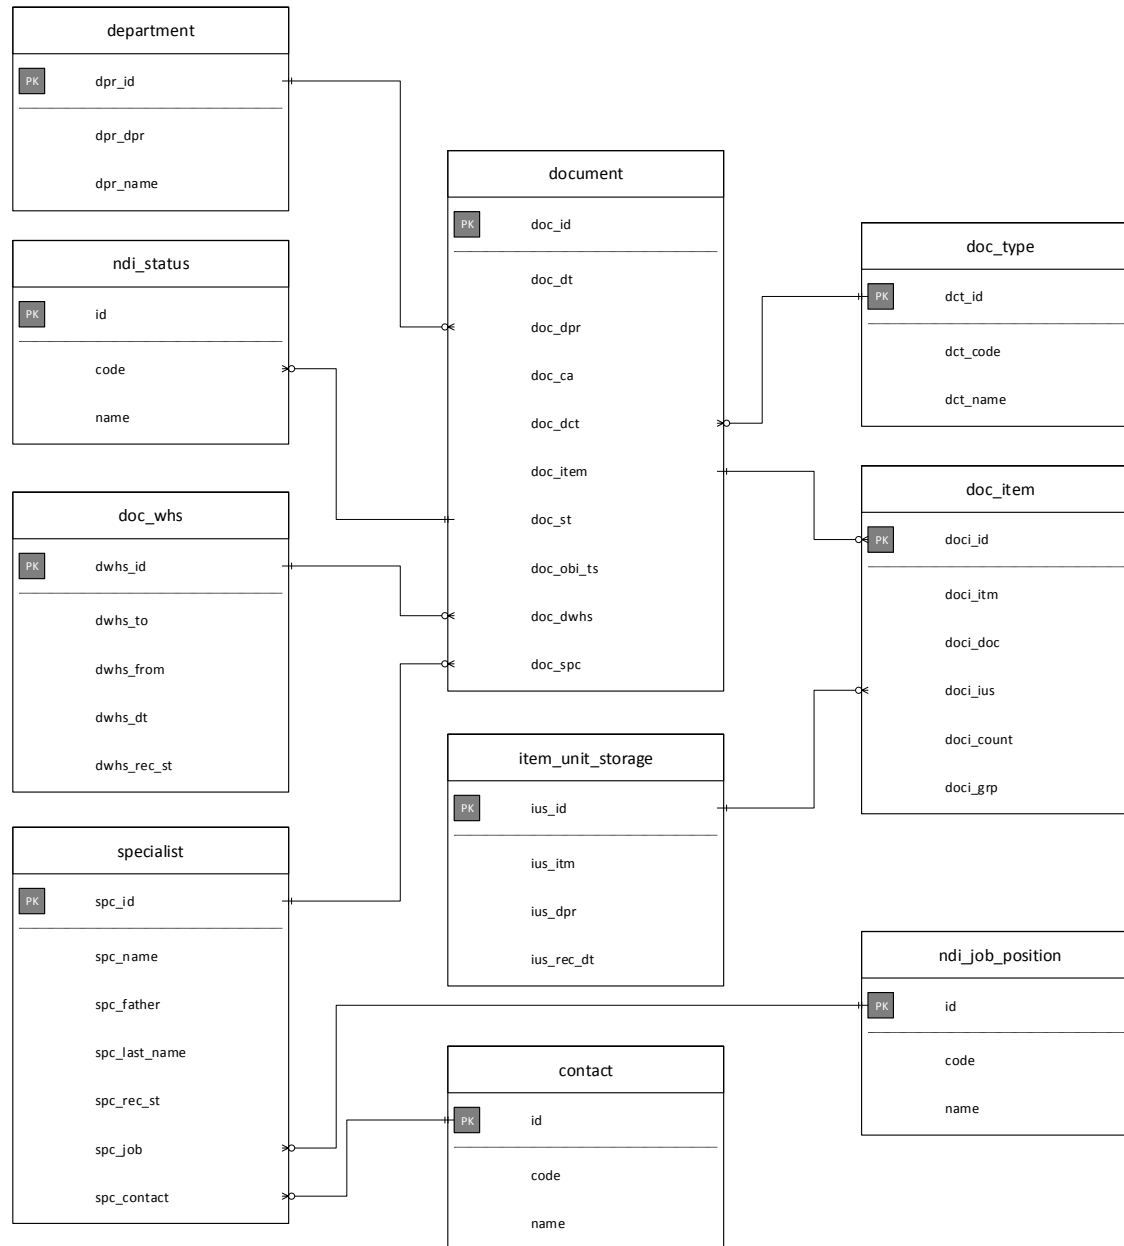 department
PK dpr_id
dpr_dpr
dpr_name
ndi_status
PK id
code
name
doc_whs
PK dwhs_id
dwhs_to
dwhs_from
dwhs_dt
dwhs_rec_st
specialist
PK spc_id
spc_name
spc_father
spc_last_name
spc_rec_st
spc_job
spc_contact
document
PK doc_id
doc_dt
doc_dpr
doc_ca
doc_dct
doc_item
doc_st
doc_obi_ts
doc_dwhs
doc_spc
item_unit_storage
PK ius_id
ius_itm
ius_dpr
ius_rec_dt
contact
PK id
code
name
doc_type
PK dct_id
dct_code
dct_name
doc_item
PK doci_id
doci_itm
doci_doc
doci_ius
doci_count
doci_grp
ndi_job_position
PK id
code
name